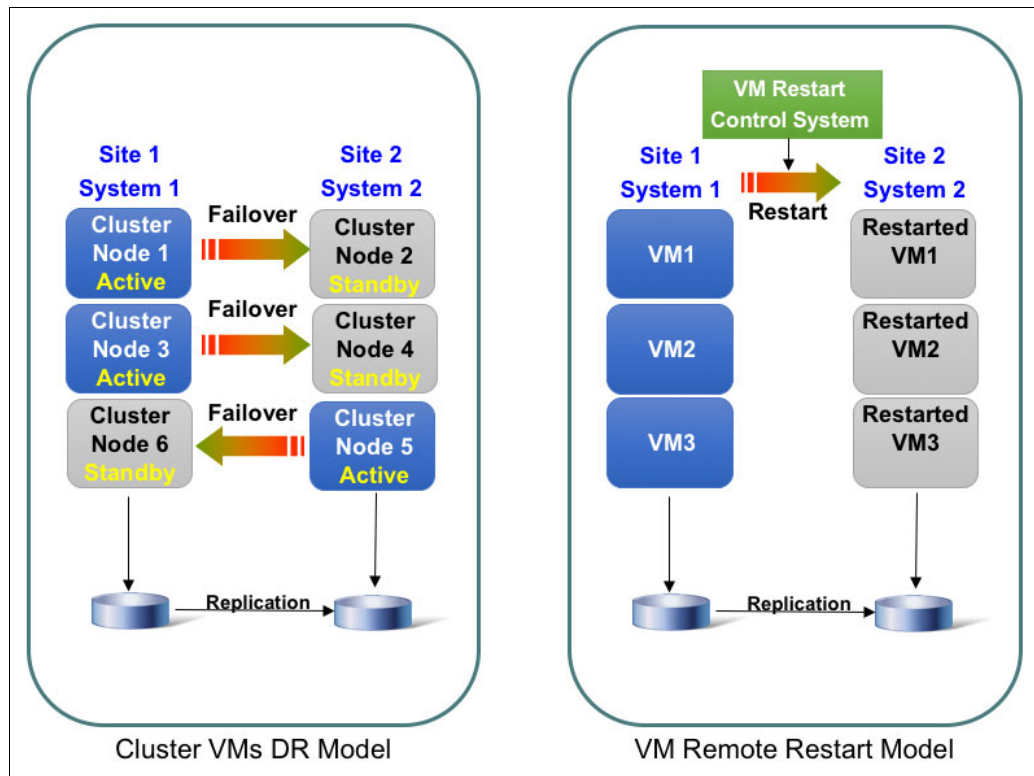 Site 1
System 1
Site 2
System 2
Cluster
Node 1
Active
Failover
Cluster
Node 2
Standby
Cluster
Node 3
Active
Failover
Cluster
Node 4
Standby
Cluster
Node 6
Standby
Failover
Cluster
Node 5
Active
Replication
Cluster VMs DR Model
VM Restart
Control System
Site 1
System 1
Restart
Site 2
System 2
VM1
Restarted
VM1
VM2
Restarted
VM2
VM3
Restarted
VM3
Replication
VM Remote Restart Model